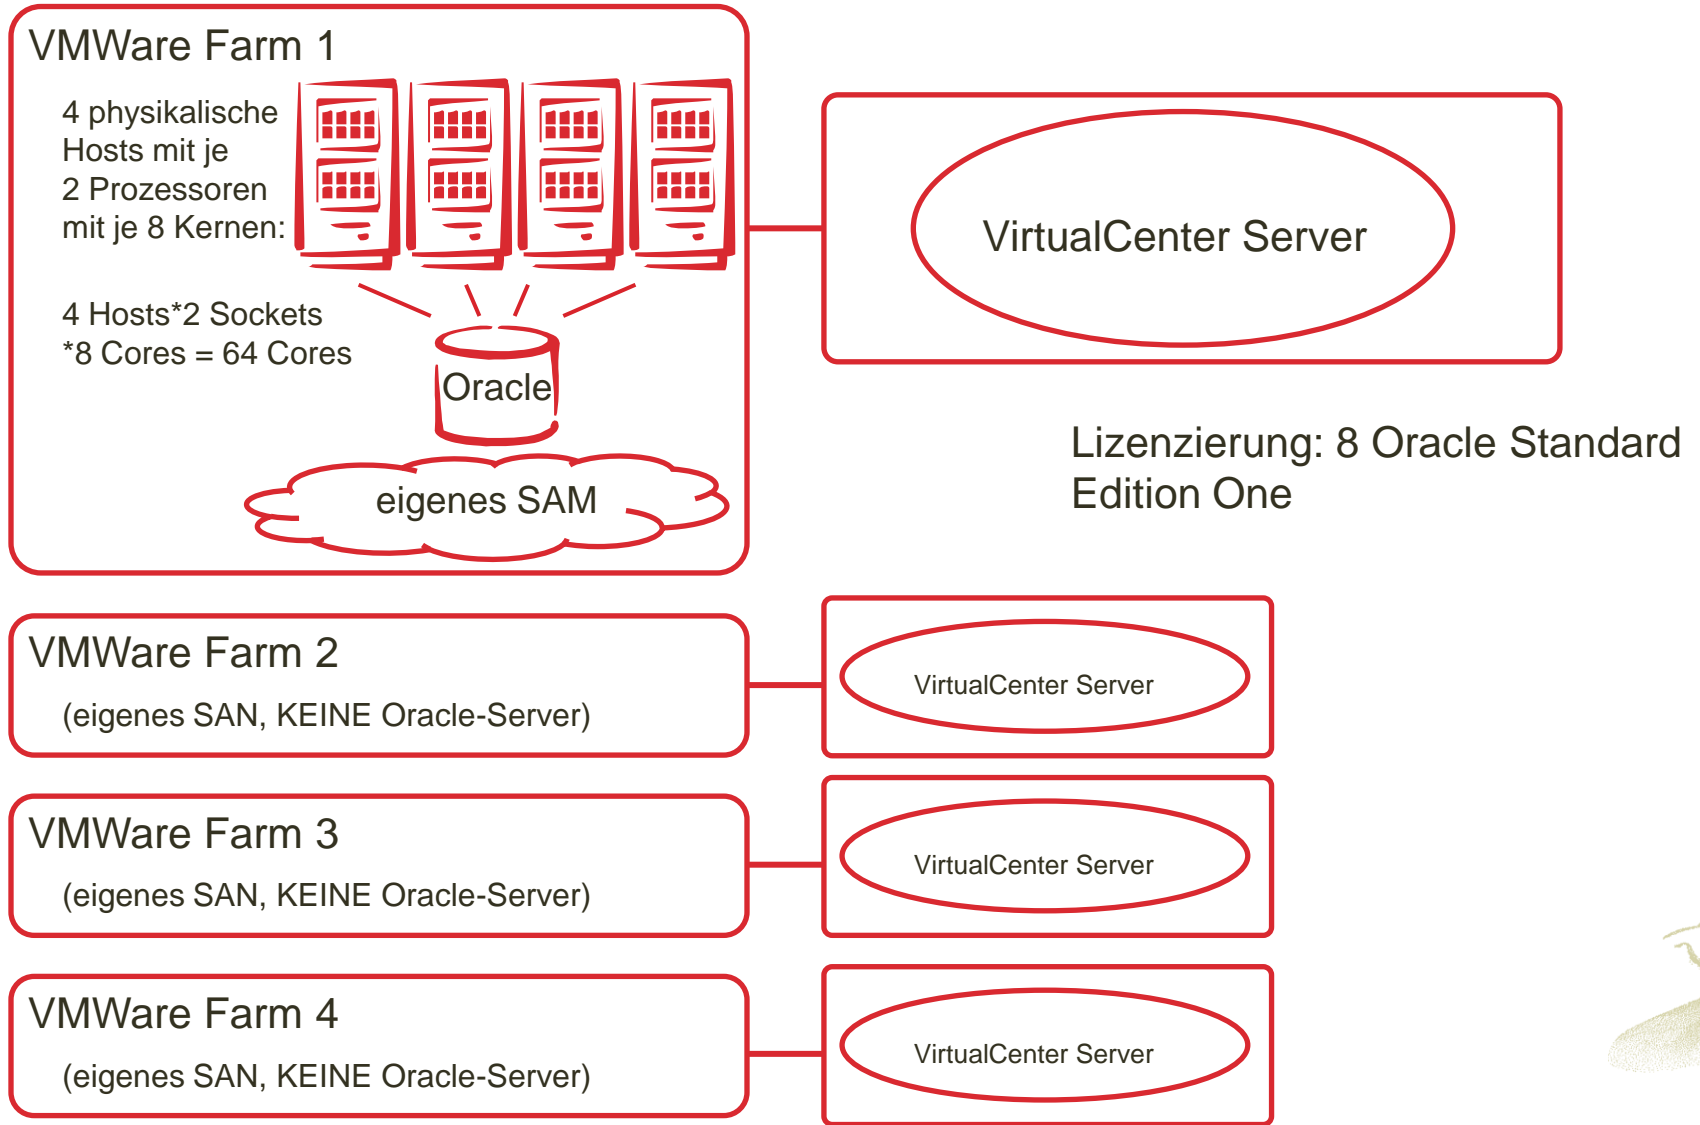 VMWare Farm 1
4 physikalische
Hosts mit je
2 Prozessoren
mit je 8 Kernen:
4 Hosts*2 Sockets
*8 Cores = 64 Cores
Oracle
eigenes SAM
VirtualCenter Server
Lizenzierung: 8 Oracle Standard
Edition One
VMWare Farm 2
(eigenes SAN, KEINE Oracle-Server)
VirtualCenter Server
VMWare Farm 3
(eigenes SAN, KEINE Oracle-Server)
VirtualCenter Server
VMWare Farm 4
(eigenes SAN, KEINE Oracle-Server)
VirtualCenter Server